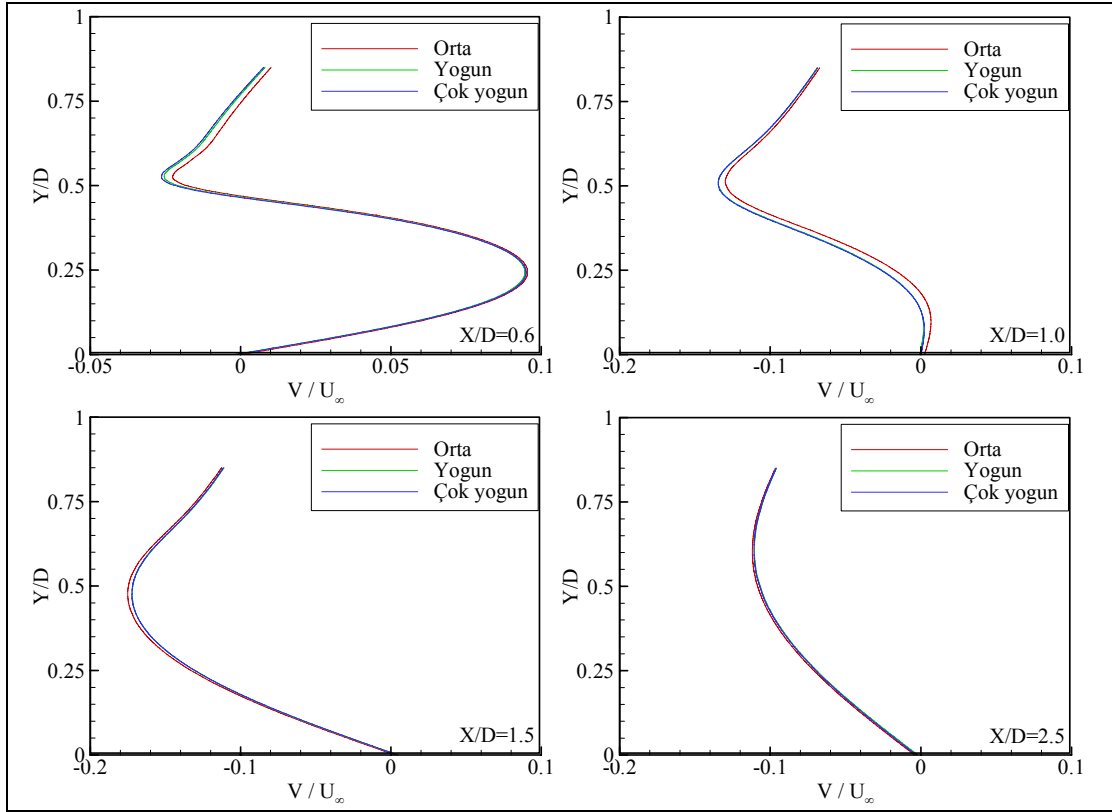 1
0.75
0.5
0.25
0
Y/D
Orta
Yogun
Çok yogun
X/D=0.6
-0.05 0 0.05 0.1
V / U∞
1
0.75
0.5
0.25
0
Y/D
Orta
Yogun
Çok yogun
X/D=1.0
-0.2 -0.1 0 0.1
V / U∞
1
0.75
0.5
0.25
0
Y/D
Orta
Yogun
Çok yogun
X/D=1.5
-0.2 -0.1 0 0.1
V / U∞
1
0.75
0.5
0.25
0
Y/D
Orta
Yogun
Çok yogun
X/D=2.5
-0.2 -0.1 0 0.1
V / U∞